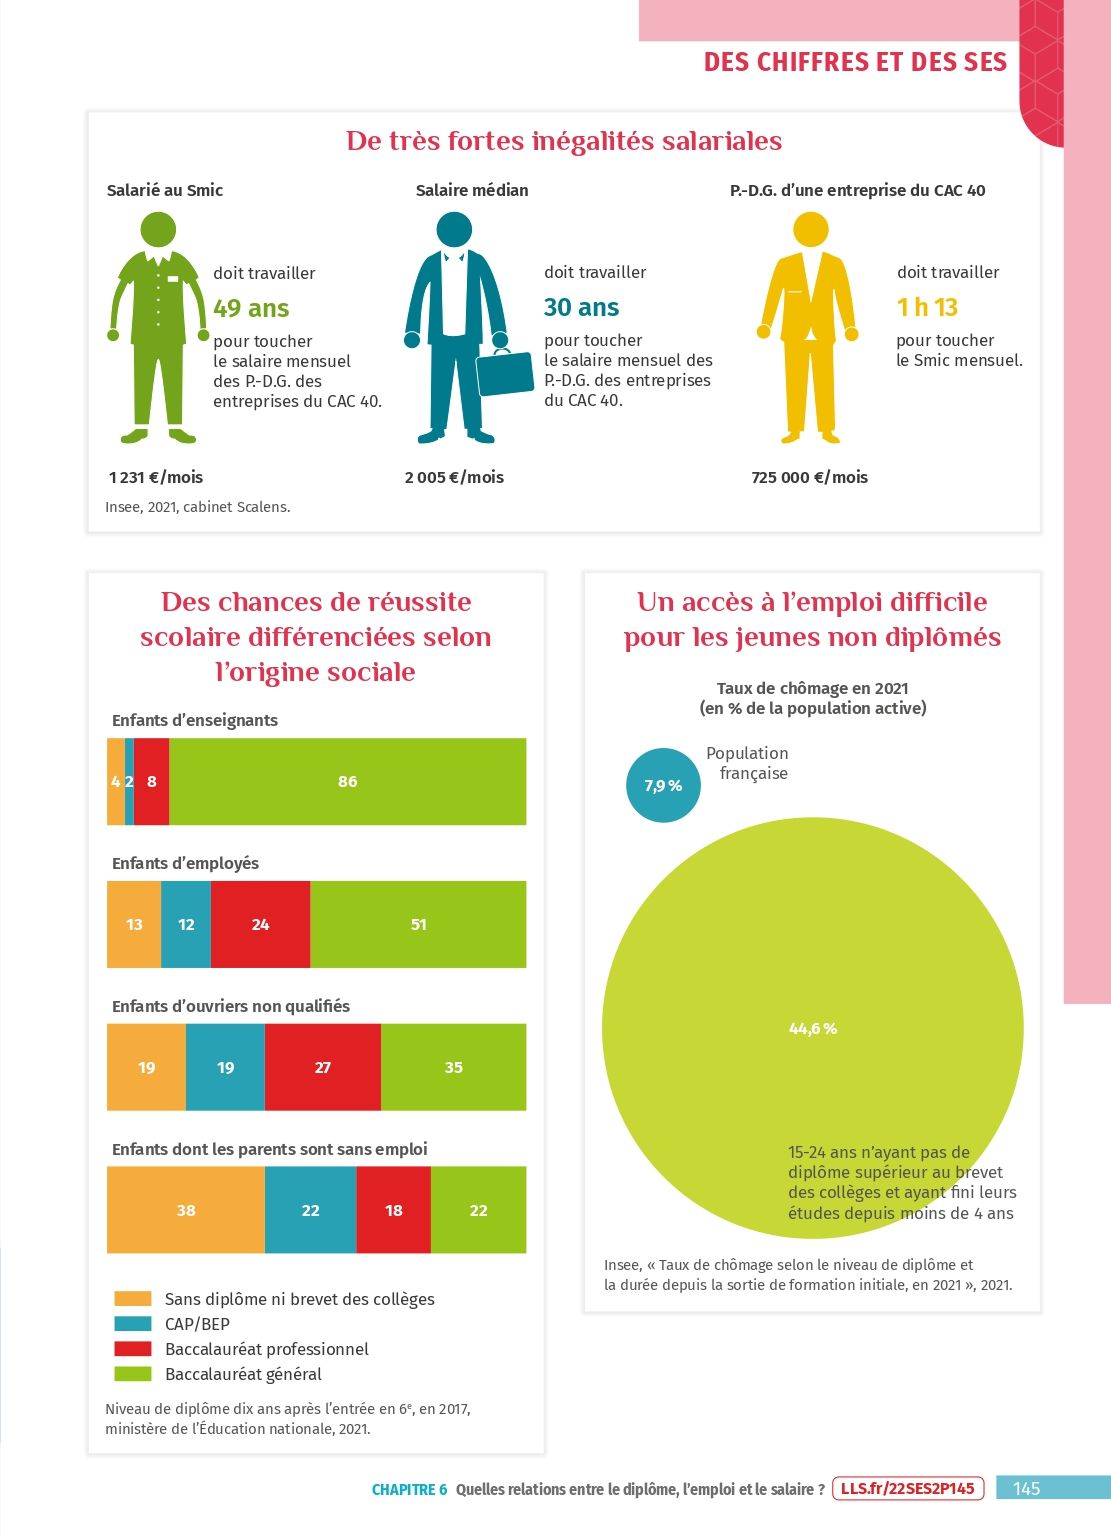 DES CHIFFRES ET DES SES
De très fortes inégalités salariales
Salarié au Smic
doit travailler
49 ans
pour toucher
le salaire mensuel
des P.-D.G. des
entreprises du CAC 40.
1 231 €/mois
Salaire médian
doit travailler
30 ans
pour toucher
le salaire mensuel des
P.-D.G. des entreprises
du CAC 40.
2 005 €/mois
P.-D.G. d'une entreprise du CAC 40
doit travailler
1 h 13
pour toucher
le Smic mensuel.
725 000 €/mois
Insee, 2021, cabinet Scalens.
Des chances de réussite
scolaire différenciées selon
l'origine sociale
Enfants d'enseignants
4 2 8 86
Enfants d'employés
13 12 24 51
Enfants d'ouvriers non qualifiés
19 19 27 35
Enfants dont les parents sont sans emploi
38 22 18 22
Sans diplôme ni brevet des collèges
CAP/BEP
Baccalauréat professionnel
Baccalauréat général
Niveau de diplôme dix ans après l'entrée en 6e, en 2017,
ministère de l'Éducation nationale, 2021.
Un accès à l'emploi difficile
pour les jeunes non diplômés
Taux de chômage en 2021
(en % de la population active)
7,9 %
Population
française
44,6 %
15-24 ans n'ayant pas de
diplôme supérieur au brevet
des collèges et ayant fini leurs
études depuis moins de 4 ans
Insee, « Taux de chômage selon le niveau de diplôme et
la durée depuis la sortie de formation initiale, en 2021 », 2021.
CHAPITRE 6 Quelles relations entre le diplôme, l'emploi et le salaire ? LLS.fr/22SES2P145 145